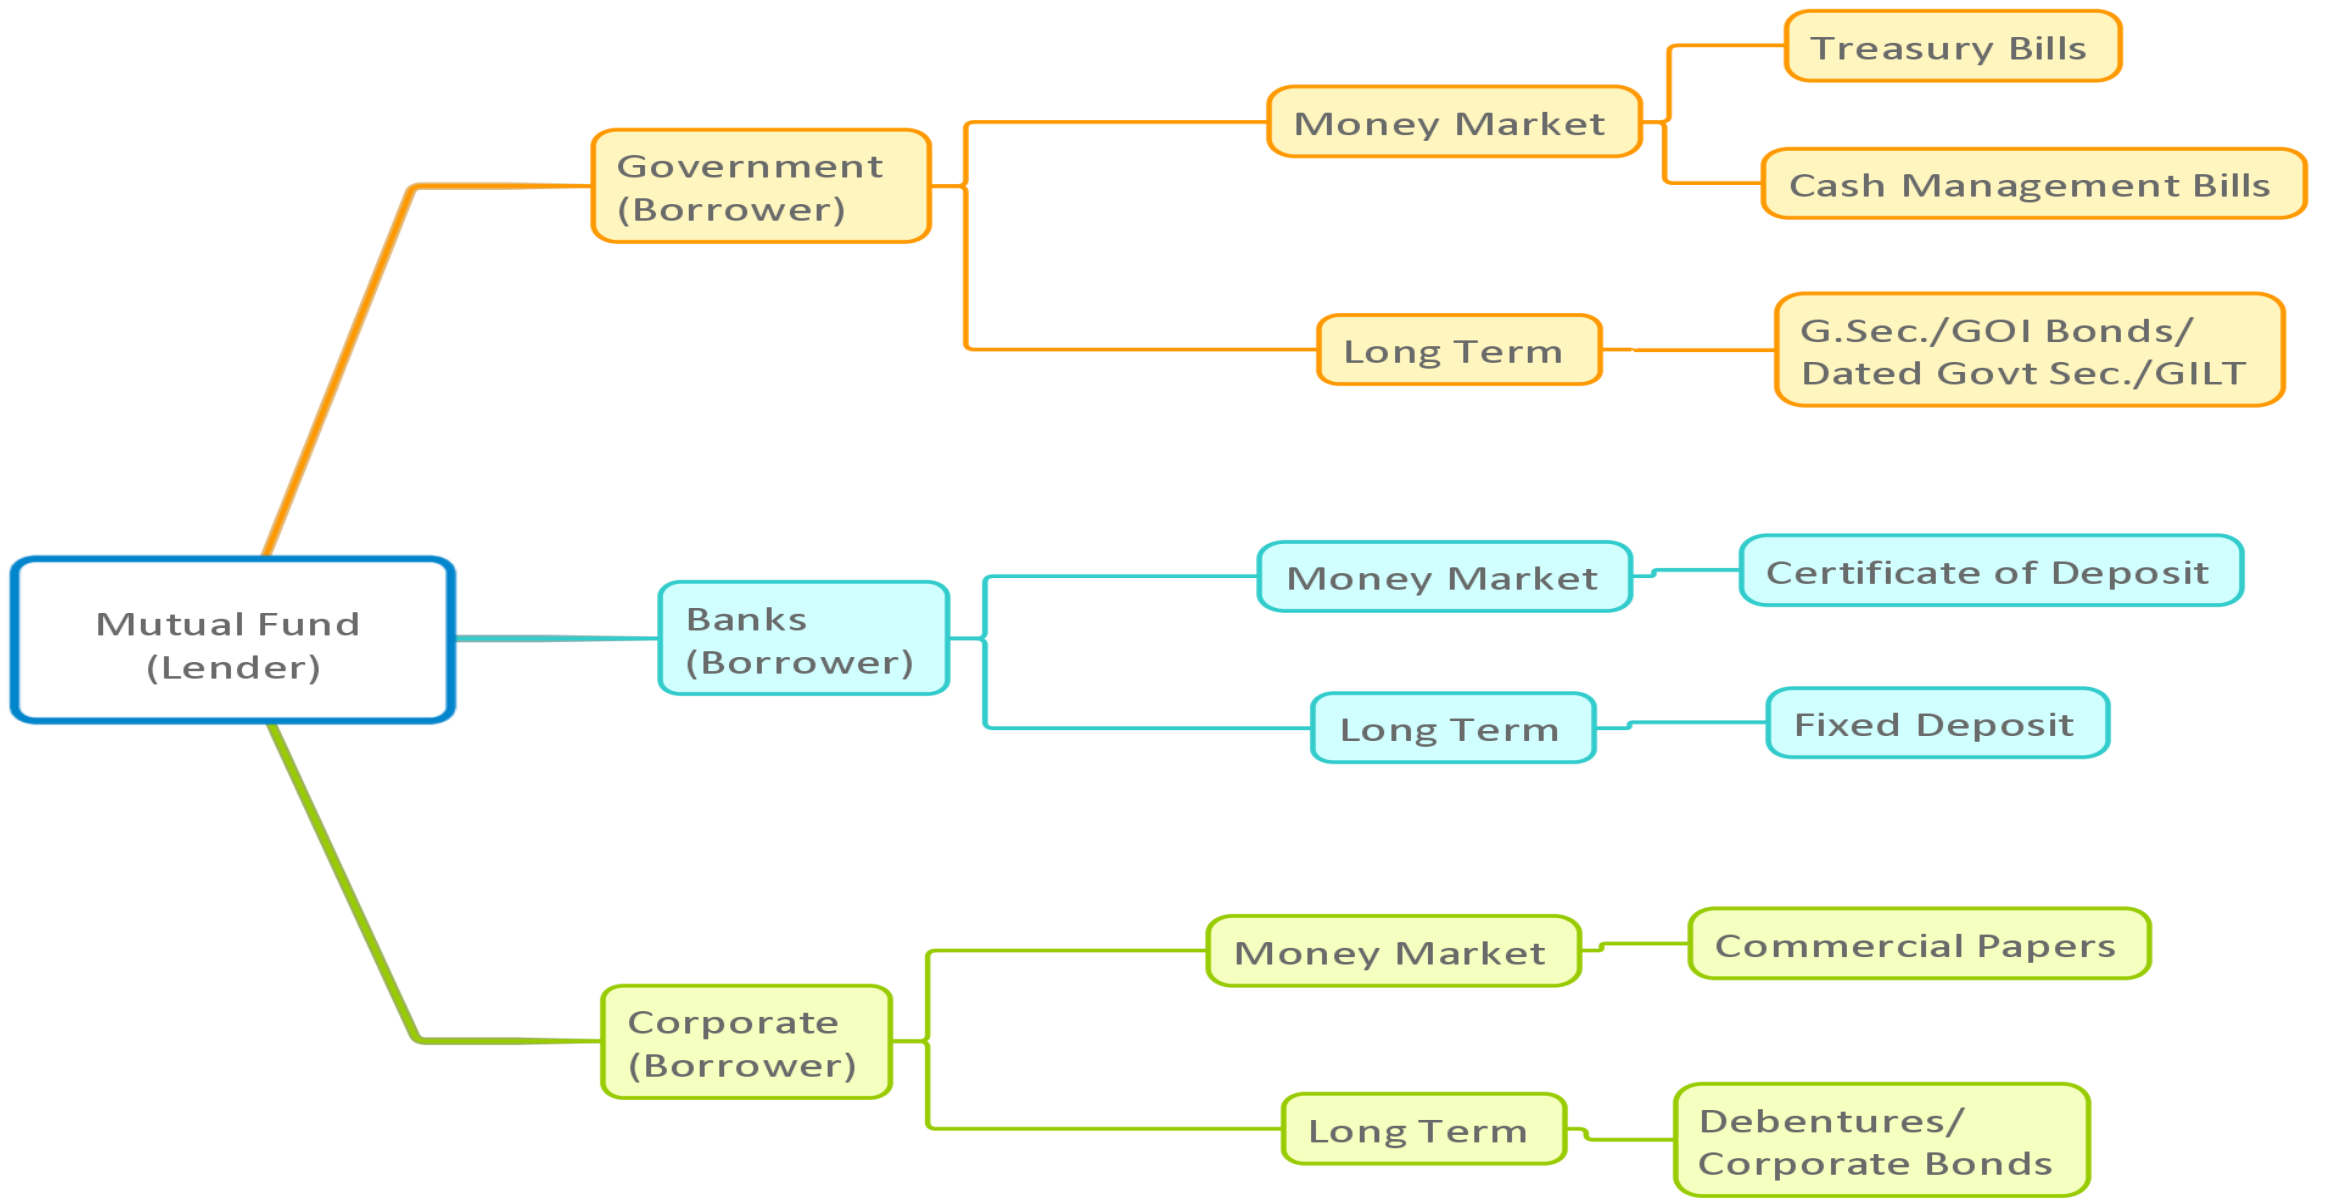 Treasury Bills
Money Market
Government
(Borrower)
Cash Management Bills
Long Term
G.Sec./GOI Bonds/
Dated Govt Sec./GILT
Mutual Fund
(Lender)
Banks
(Borrower)
Money Market
Certificate of Deposit
Long Term
Fixed Deposit
Corporate
(Borrower)
Money Market
Commercial Papers
Long Term
Debentures/
Corporate Bonds